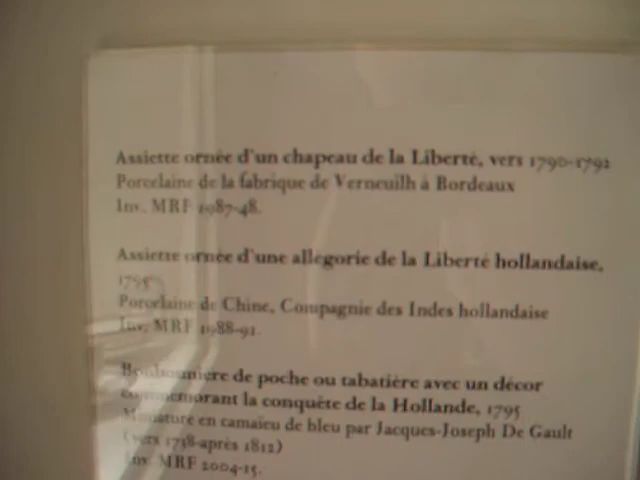 Assiette ornée d'un chapeau de la Liberté, vers 1790-1792
Porcelaine de la fabrique de Verneuilh à Bordeaux
Inv. MRF 1987-48.
Assiette ornée d'une allégorie de la Liberté hollandaise,
1795
Porcelaine de Chine, Compagnie des Indes hollandaise
Inv. MRF 1988-91.
Bonbonnière de poche ou tabatière avec un décor
commémorant la conquête de la Hollande, 1795
Miniature en camaïeu de bleu par Jacques-Joseph De Gault
(vers 1738-après 1812)
Inv. MRF 2004-15.